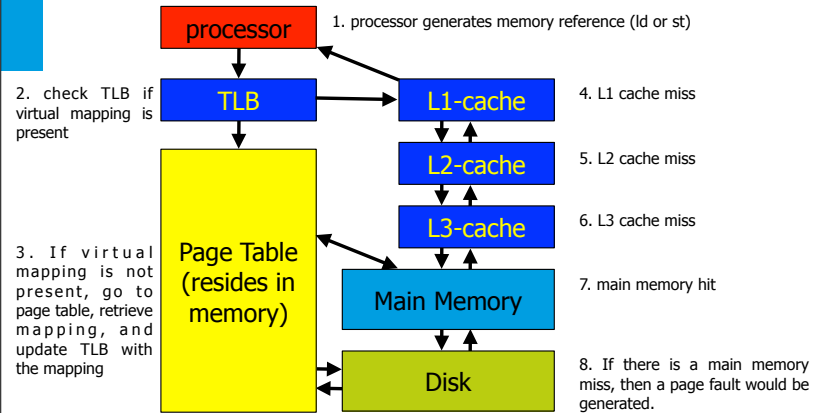 processor
1. processor generates memory reference (ld or st)
2. check TLB if
virtual mapping is
present
TLB
L1-cache
4. L1 cache miss
L2-cache
5. L2 cache miss
L3-cache
6. L3 cache miss
3. If virtual
mapping is not
present, go to
page table, retrieve
mapping, and
update TLB with
the mapping
Page Table
(resides in
memory)
Main Memory
7. main memory hit
Disk
8. If there is a main memory
miss, then a page fault would be
generated.